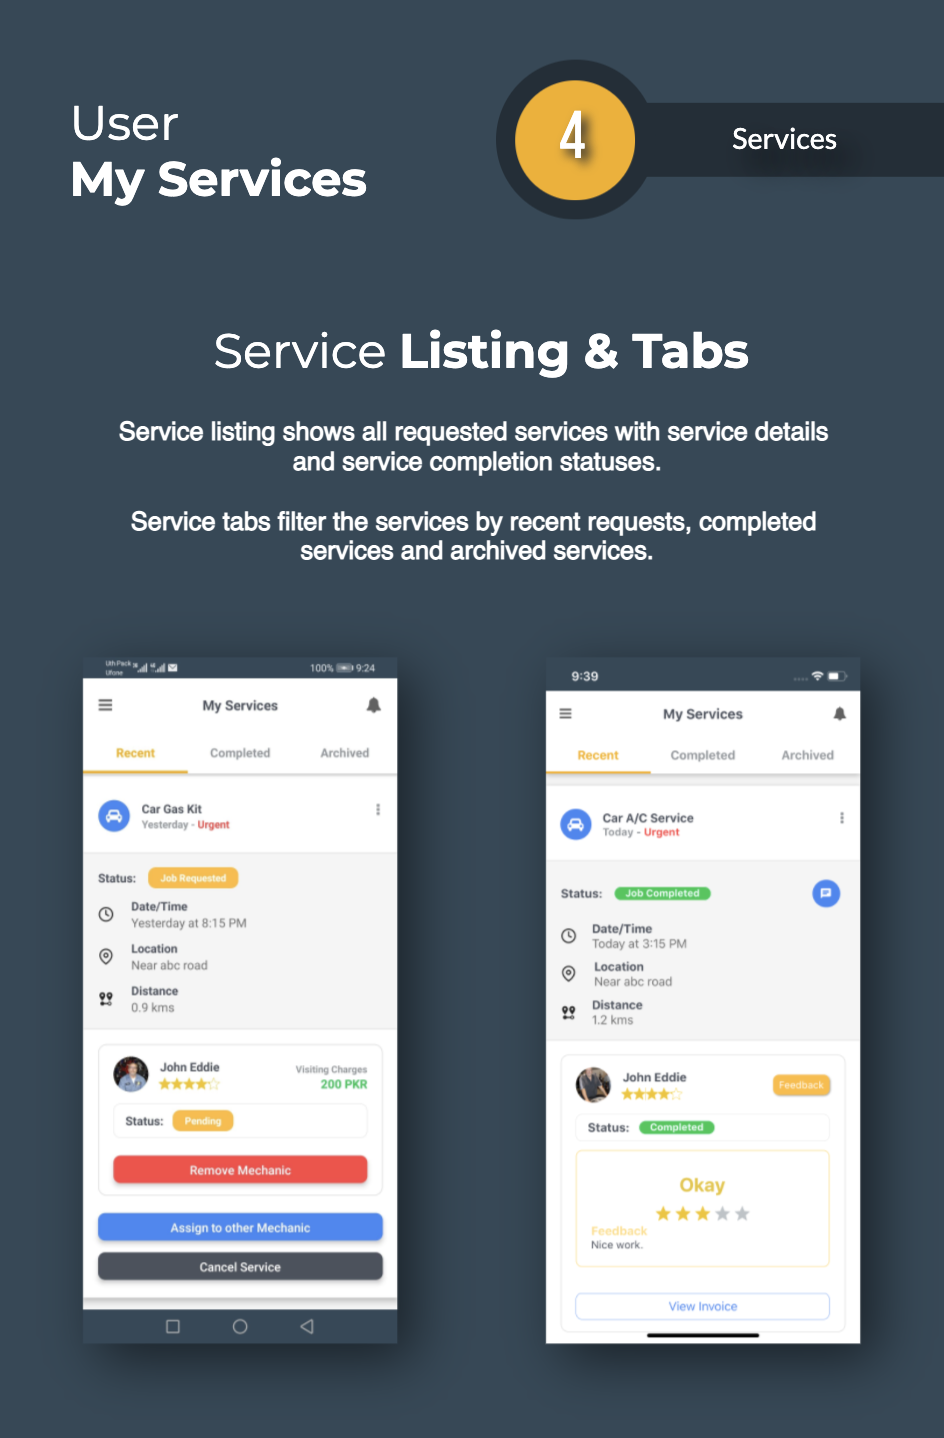 User
My Services
4
Services
Service Listing & Tabs
Service listing shows all requested services with service details
and service completion statuses.
Service tabs filter the services by recent requests, completed
services and archived services.
Uth Pack
Ufone
100% 9:24
My Services
Recent Completed Archived
Car Gas Kit
Yesterday - Urgent
Status: Job Requested
Date/Time
Yesterday at 8:15 PM
Location
Near abc road
Distance
0.9 kms
John Eddie
Visiting Charges
200 PKR
Status: Pending
Remove Mechanic
Assign to other Mechanic
Cancel Service
9:39
My Services
Recent Completed Archived
Car A/C Service
Today - Urgent
Status: Job Completed
Date/Time
Today at 3:15 PM
Location
Near abc road
Distance
1.2 kms
John Eddie
Feedback
Status: Completed
Okay
Feedback
Nice work.
View Invoice